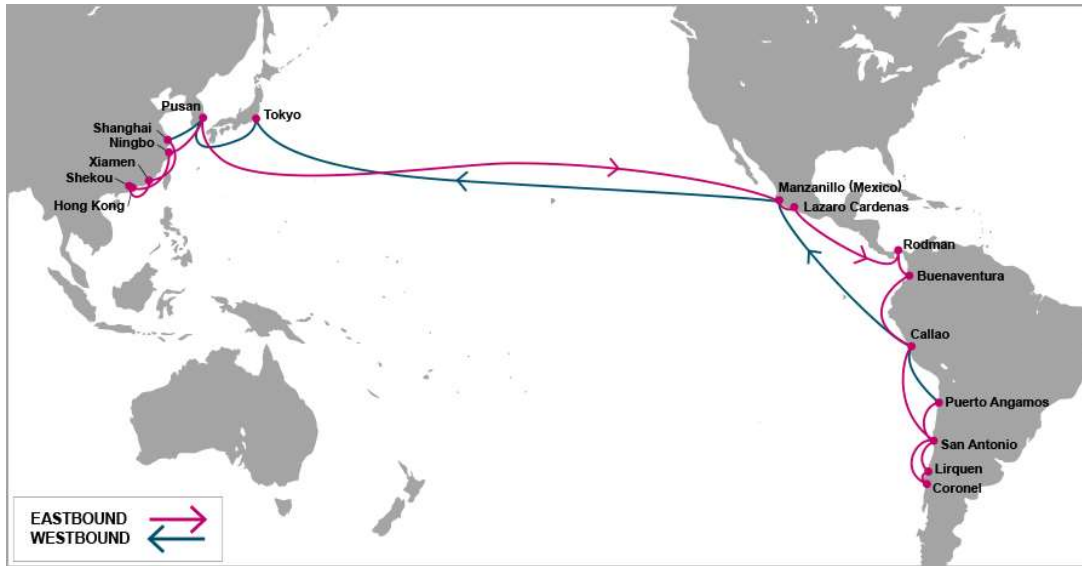 Pusan
Tokyo
Shanghai
Ningbo
Xiamen
Shekou
Hong Kong
Manzanillo (Mexico)
Lazaro Cardenas
Rodman
Buenaventura
Callao
Puerto Angamos
San Antonio
Lirquen
Coronel
EASTBOUND
WESTBOUND